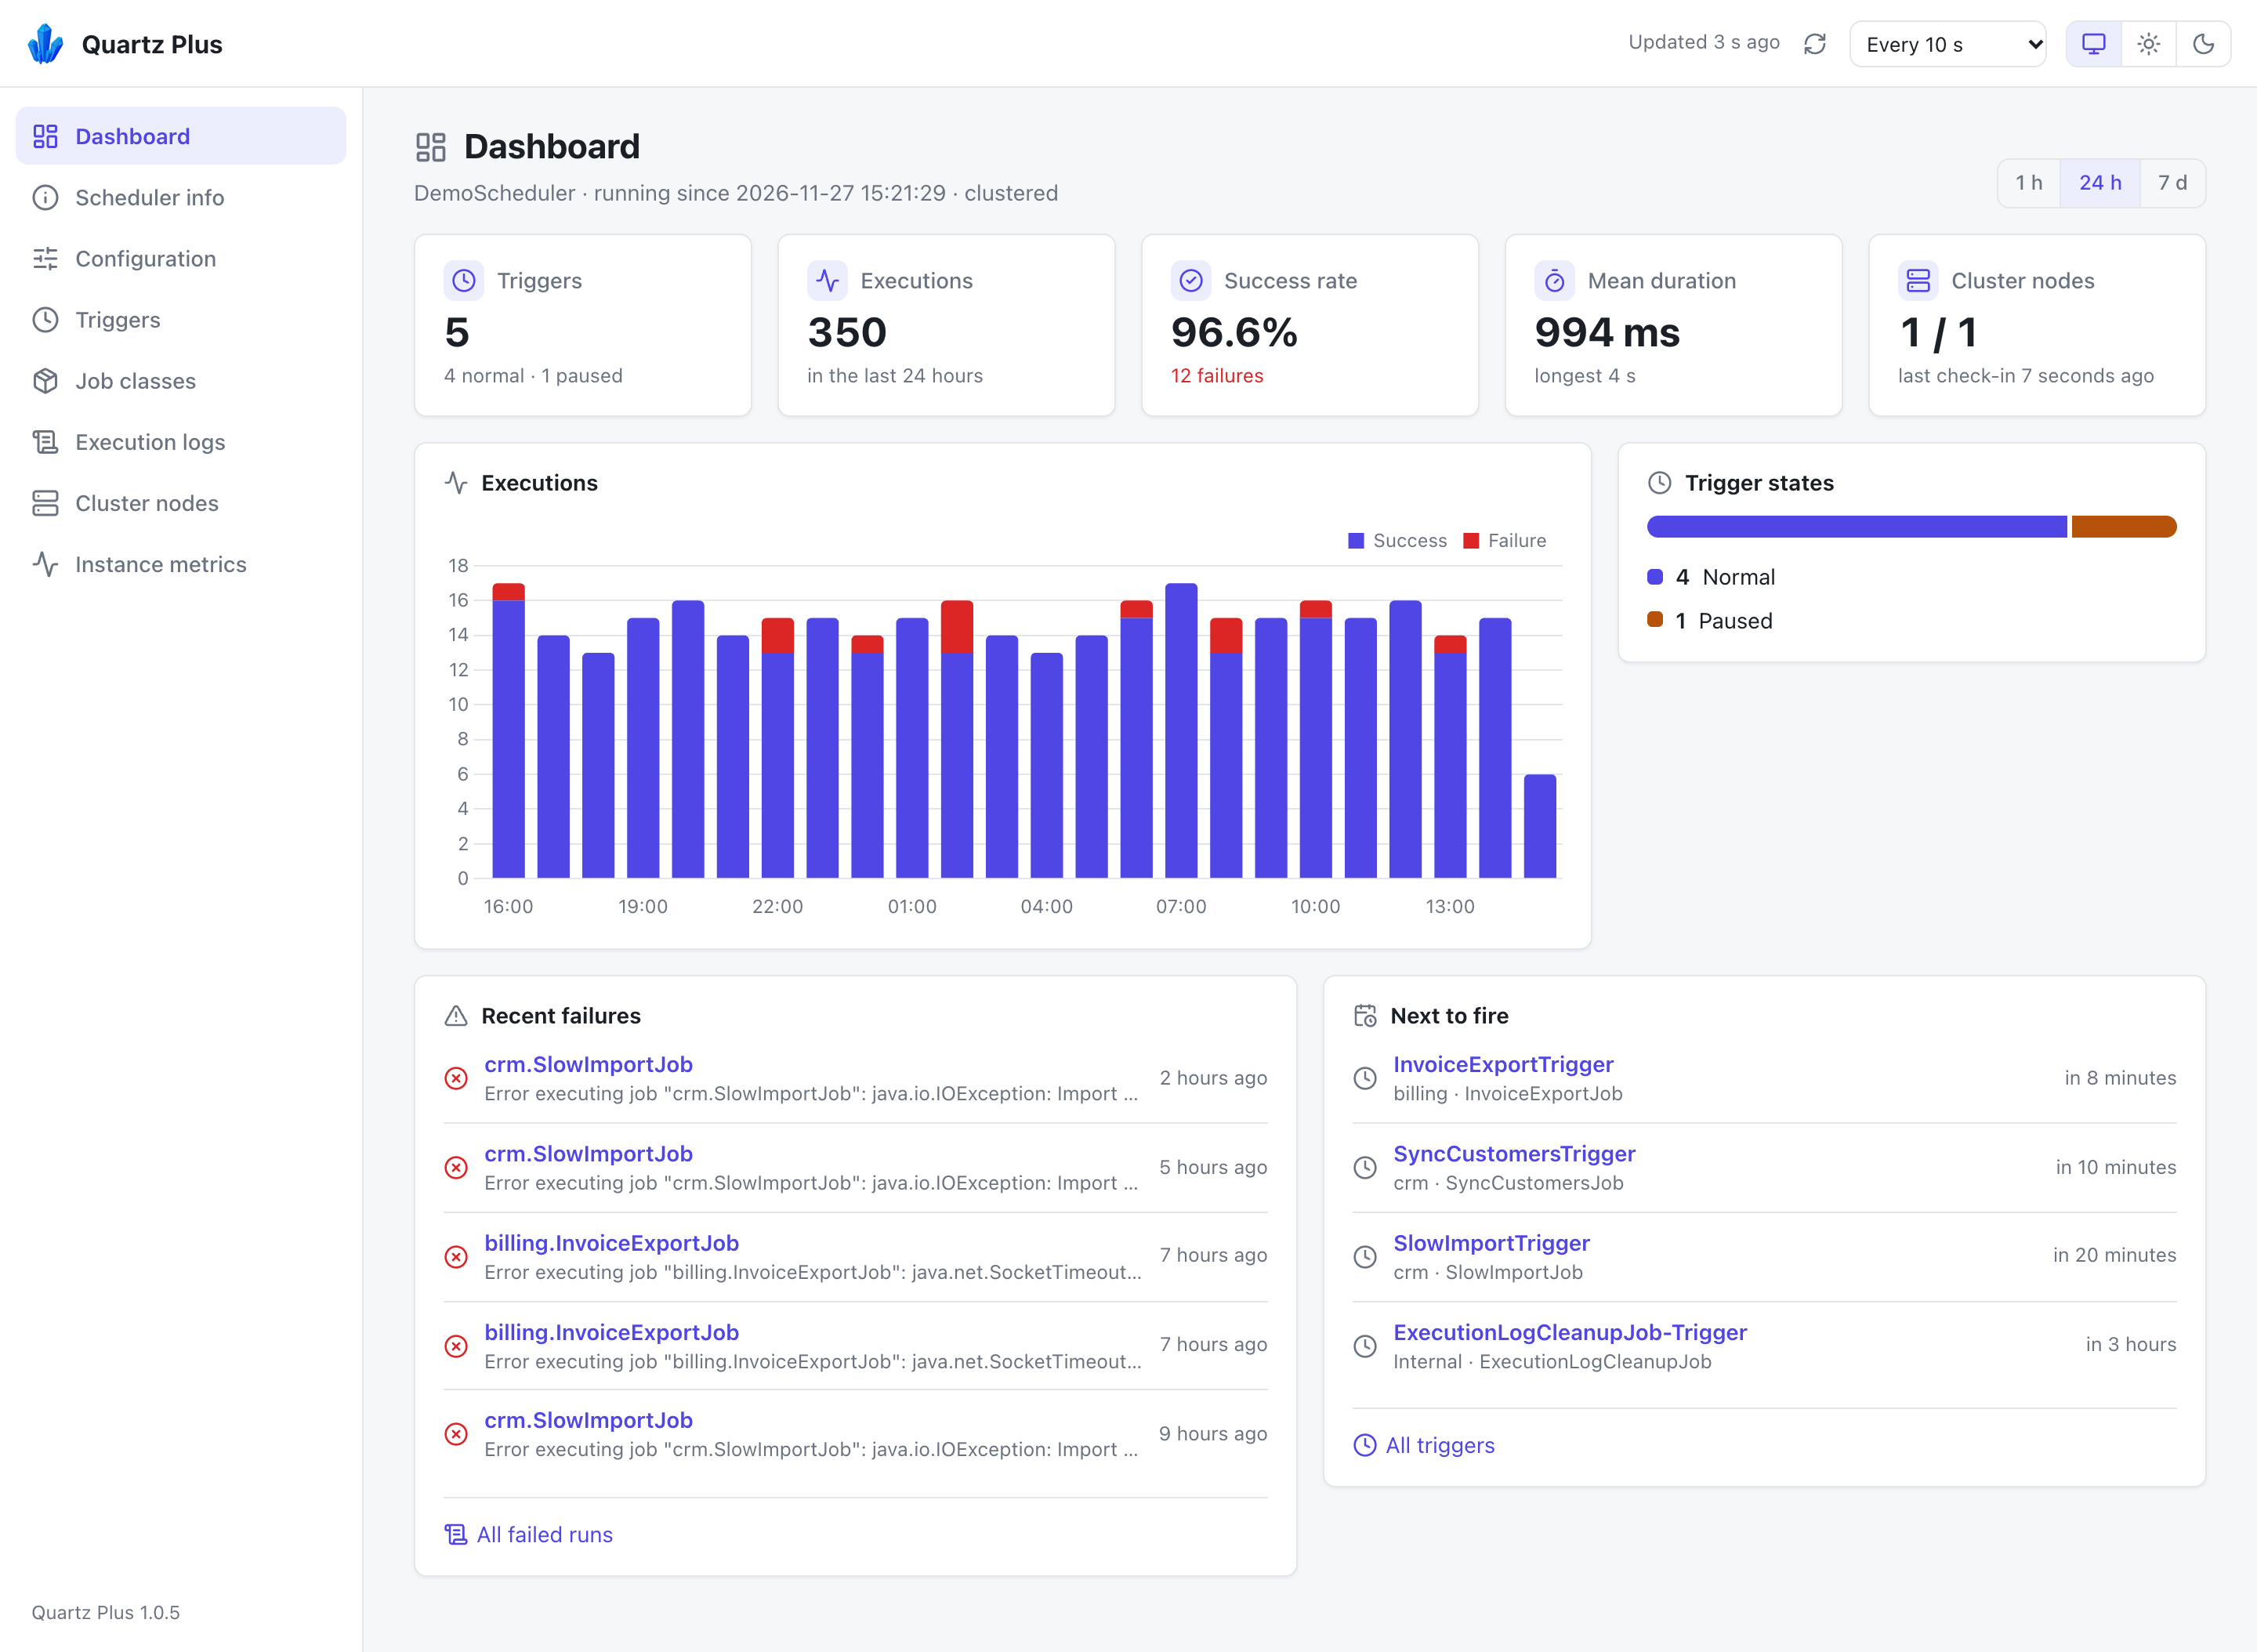 Quartz Plus
Updated 3 s ago
Every 10 s
Dashboard
Scheduler info
Configuration
Triggers
Job classes
Execution logs
Cluster nodes
Instance metrics
Quartz Plus 1.0.5
Dashboard
DemoScheduler · running since 2026-11-27 15:21:29 · clustered
1 h 24 h 7 d
Triggers
5
4 normal · 1 paused
Executions
350
in the last 24 hours
Success rate
96.6%
12 failures
Mean duration
994 ms
longest 4 s
Cluster nodes
1 / 1
last check-in 7 seconds ago
Executions
Success Failure
18
16
14
12
10
8
6
4
2
0
16:00 19:00 22:00 01:00 04:00 07:00 10:00 13:00
Trigger states
4 Normal
1 Paused
Recent failures
crm.SlowImportJob
Error executing job "crm.SlowImportJob": java.io.IOException: Import ...
2 hours ago
crm.SlowImportJob
Error executing job "crm.SlowImportJob": java.io.IOException: Import ...
5 hours ago
billing.InvoiceExportJob
Error executing job "billing.InvoiceExportJob": java.net.SocketTimeout...
7 hours ago
billing.InvoiceExportJob
Error executing job "billing.InvoiceExportJob": java.net.SocketTimeout...
7 hours ago
crm.SlowImportJob
Error executing job "crm.SlowImportJob": java.io.IOException: Import ...
9 hours ago
All failed runs
Next to fire
InvoiceExportTrigger
billing · InvoiceExportJob
in 8 minutes
SyncCustomersTrigger
crm · SyncCustomersJob
in 10 minutes
SlowImportTrigger
crm · SlowImportJob
in 20 minutes
ExecutionLogCleanupJob-Trigger
Internal · ExecutionLogCleanupJob
in 3 hours
All triggers